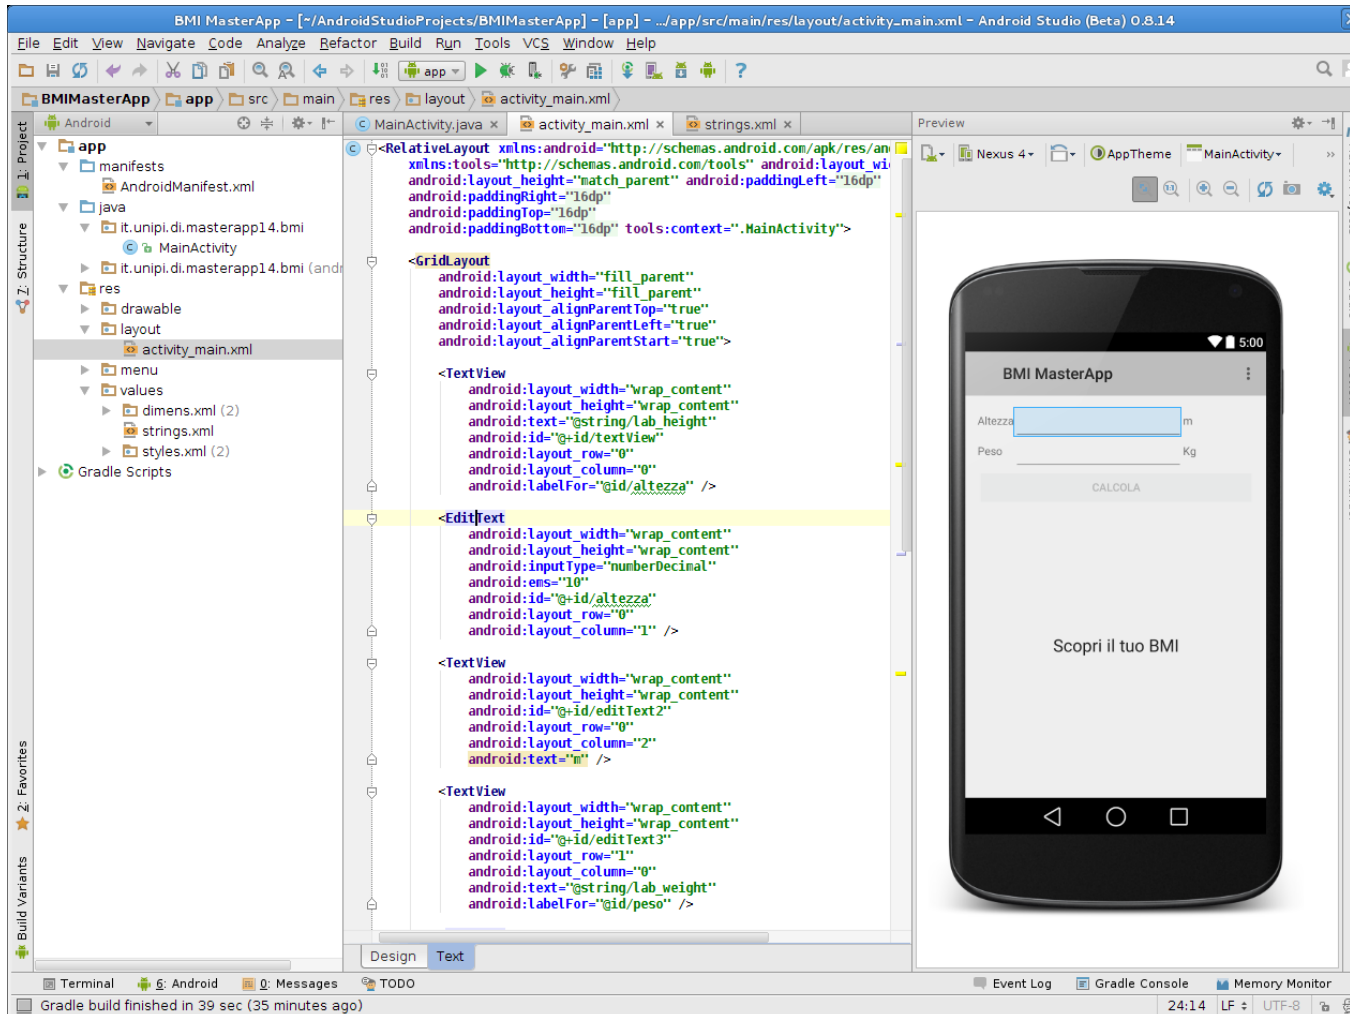 BMI MasterApp - [~/AndroidStudioProjects/BMIMasterApp] - [app] - .../app/src/main/res/layout/activity_main.xml - Android Studio (Beta) 0.8.14
File Edit View Navigate Code Analyze Refactor Build Run Tools VCS Window Help
app
BMIMasterApp app src main res layout activity_main.xml
1: Project
Z: Structure
2: Favorites
Build Variants
Android
app
manifests
AndroidManifest.xml
java
it.unipi.di.masterapp14.bmi
MainActivity
it.unipi.di.masterapp14.bmi (andr
res
drawable
layout
activity_main.xml
menu
values
dimens.xml (2)
strings.xml
styles.xml (2)
Gradle Scripts
MainActivity.java activity_main.xml strings.xml
<RelativeLayout xmlns:android="http://schemas.android.com/apk/res/an
xmlns:tools="http://schemas.android.com/tools" android:layout_wi
android:layout_height="match_parent" android:paddingLeft="16dp"
android:paddingRight="16dp"
android:paddingTop="16dp"
android:paddingBottom="16dp" tools:context=".MainActivity">
<GridLayout
android:layout_width="fill_parent"
android:layout_height="fill_parent"
android:layout_alignParentTop="true"
android:layout_alignParentLeft="true"
android:layout_alignParentStart="true">
<TextView
android:layout_width="wrap_content"
android:layout_height="wrap_content"
android:text="@string/lab_height"
android:id="@+id/textView"
android:layout_row="0"
android:layout_column="0"
android:labelFor="@id/altezza" />
<EditText
android:layout_width="wrap_content"
android:layout_height="wrap_content"
android:inputType="numberDecimal"
android:ems="10"
android:id="@+id/altezza"
android:layout_row="0"
android:layout_column="1" />
<TextView
android:layout_width="wrap_content"
android:layout_height="wrap_content"
android:id="@+id/editText2"
android:layout_row="0"
android:layout_column="2"
android:text="m" />
<TextView
android:layout_width="wrap_content"
android:layout_height="wrap_content"
android:id="@+id/editText3"
android:layout_row="1"
android:layout_column="0"
android:text="@string/lab_weight"
android:labelFor="@id/peso" />
Design Text
Preview
Nexus 4 AppTheme MainActivity
5:00
BMI MasterApp
Altezza m
Peso Kg
CALCOLA
Scopri il tuo BMI
Terminal 6: Android 0: Messages TODO Event Log Gradle Console Memory Monitor
Gradle build finished in 39 sec (35 minutes ago) 24:14 LF UTF-8